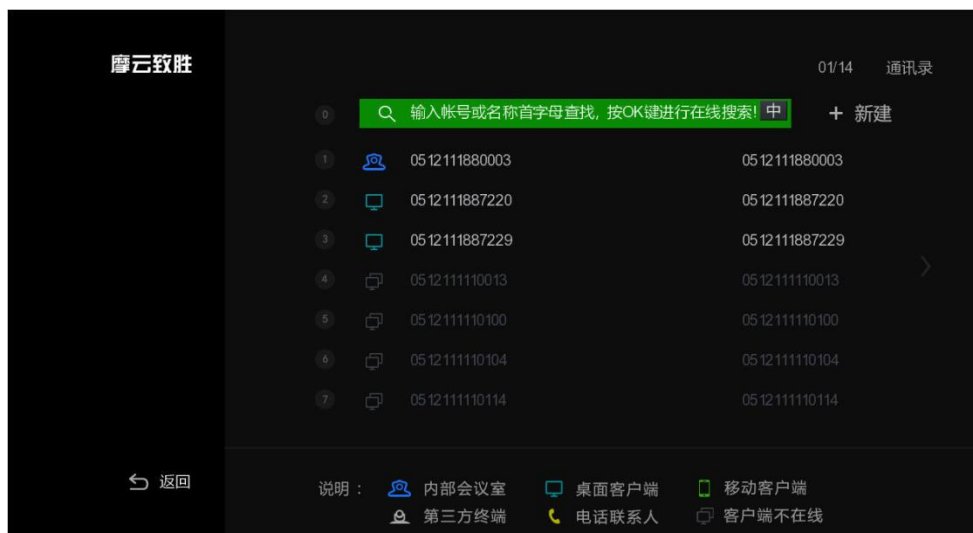 摩云致胜
01/14 通讯录
0 输入帐号或名称首字母查找, 按OK键进行在线搜索! 中 + 新建
1 0512111880003 0512111880003
2 0512111887220 0512111887220
3 0512111887229 0512111887229
4 0512111110013 0512111110013
5 0512111110100 0512111110100
6 0512111110104 0512111110104
7 0512111110114 0512111110114
返回
说明： 内部会议室 桌面客户端 移动客户端
第三方终端 电话联系人 客户端不在线